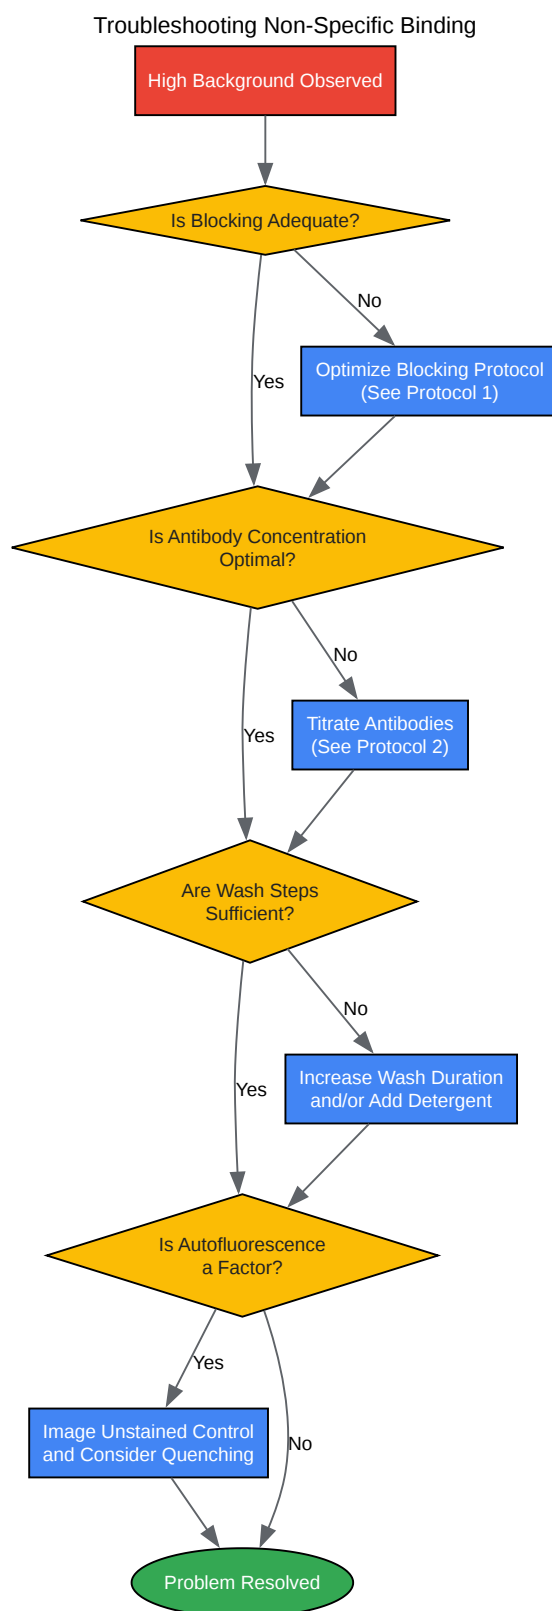 Troubleshooting Non-Specific Binding
High Background Observed
Is Blocking Adequate?
No
Optimize Blocking Protocol
(See Protocol 1)
Yes
Is Antibody Concentration
Optimal?
No
Titrate Antibodies
(See Protocol 2)
Yes
Are Wash Steps
Sufficient?
No
Increase Wash Duration
and/or Add Detergent
Yes
Is Autofluorescence
a Factor?
Yes
Image Unstained Control
and Consider Quenching
No
Problem Resolved